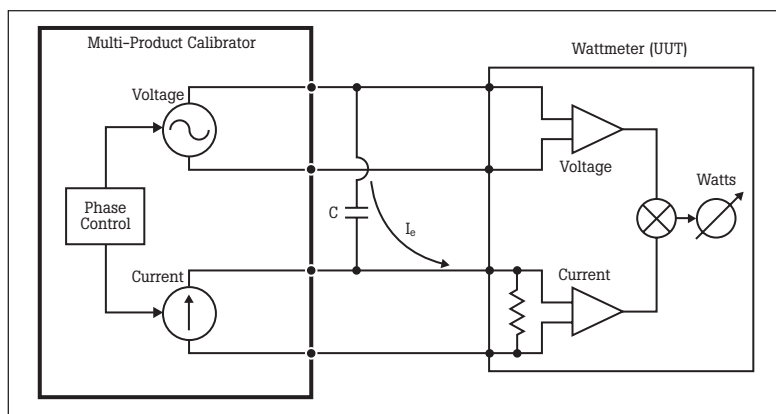 Multi–Product Calibrator
Wattmeter (UUT)
Voltage
Voltage
Watts
Phase
Control
C
Ie
Current
Current